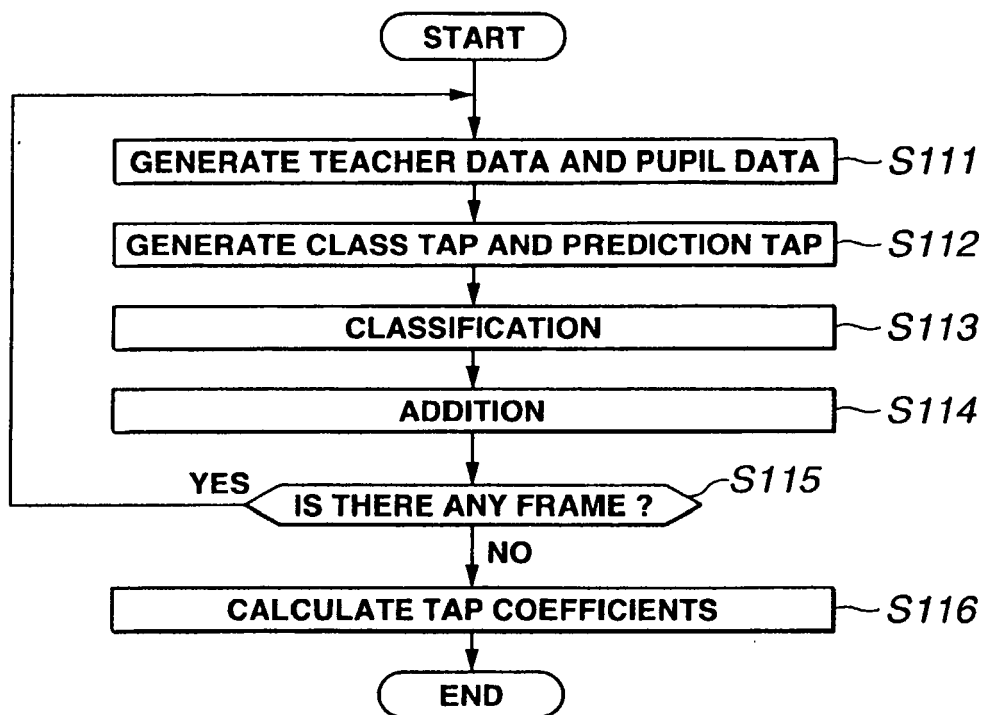 START
GENERATE TEACHER DATA AND PUPIL DATA S111
GENERATE CLASS TAP AND PREDICTION TAP S112
CLASSIFICATION S113
ADDITION S114
YES
IS THERE ANY FRAME ? S115
NO
CALCULATE TAP COEFFICIENTS S116
END